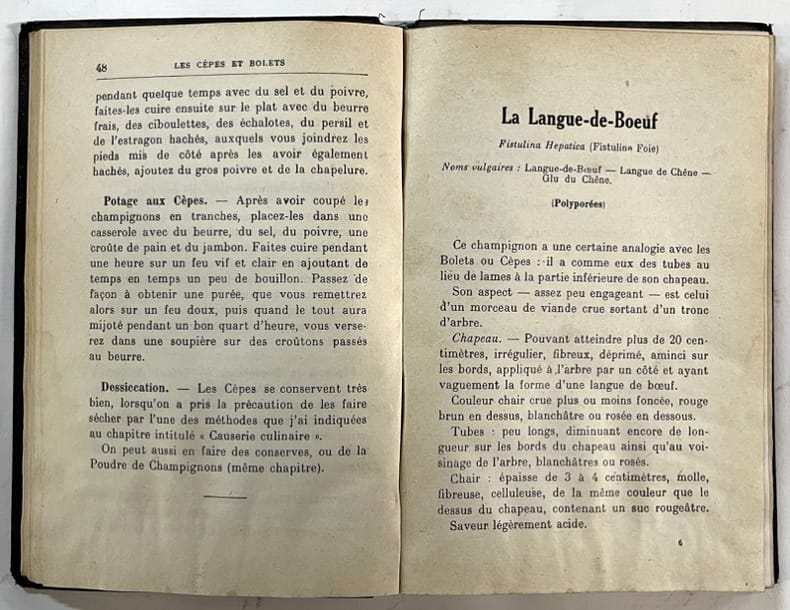 48 LES CÈPES ET BOLETS
pendant quelque temps avec du sel et du poivre,
faites-les cuire ensuite sur le plat avec du beurre
frais, des ciboulettes, des échalotes, du persil et
de l'estragon hachés, auxquels vous joindrez les
pieds mis de côté après les avoir également
hachés, ajoutez du gros poivre et de la chapelure.
Potage aux Cèpes. — Après avoir coupé les
champignons en tranches, placez-les dans une
casserole avec du beurre, du sel, du poivre, une
croûte de pain et du jambon. Faites cuire pendant
une heure sur un feu vif et clair en ajoutant de
temps en temps un peu de bouillon. Passez de
façon à obtenir une purée, que vous remettrez
alors sur un feu doux, puis quand le tout aura
mijoté pendant un bon quart d'heure, vous verse-
rez dans une soupière sur des croûtons passés
au beurre.
Dessiccation. — Les Cèpes se conservent très
bien, lorsqu'on a pris la précaution de les faire
sécher par l'une des méthodes que j'ai indiquées
au chapitre intitulé « Causerie culinaire ».
On peut aussi en faire des conserves, ou de la
Poudre de Champignons (même chapitre).
La Langue-de-Boeuf
Fistulina Hepatica (Fistulina Foie)
Noms vulgaires : Langue-de-Bœuf — Langue de Chêne —
Glu du Chêne.
(Polyporées)
Ce champignon a une certaine analogie avec les
Bolets ou Cèpes : il a comme eux des tubes au
lieu de lames à la partie inférieure de son chapeau.
Son aspect — assez peu engageant — est celui
d'un morceau de viande crue sortant d'un tronc
d'arbre.
Chapeau. — Pouvant atteindre plus de 20 cen-
timètres, irrégulier, fibreux, déprimé, aminci sur
les bords, appliqué à l'arbre par un côté et ayant
vaguement la forme d'une langue de bœuf.
Couleur chair crue plus ou moins foncée, rouge
brun en dessus, blanchâtre ou rosée en dessous.
Tubes : peu longs, diminuant encore de lon-
gueur sur les bords du chapeau ainsi qu'au voi-
sinage de l'arbre, blanchâtres ou rosés.
Chair : épaisse de 3 à 4 centimètres, molle,
fibreuse, celluleuse, de la même couleur que le
dessus du chapeau, contenant un suc rougeâtre.
Saveur légèrement acide.
6